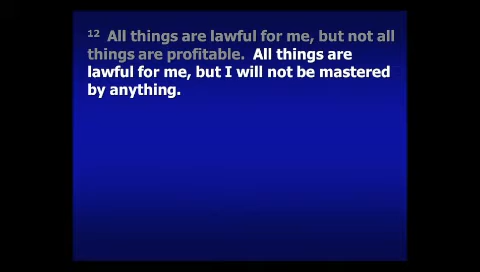 12 All things are lawful for me, but not all
things are profitable. All things are
lawful for me, but I will not be mastered
by anything.